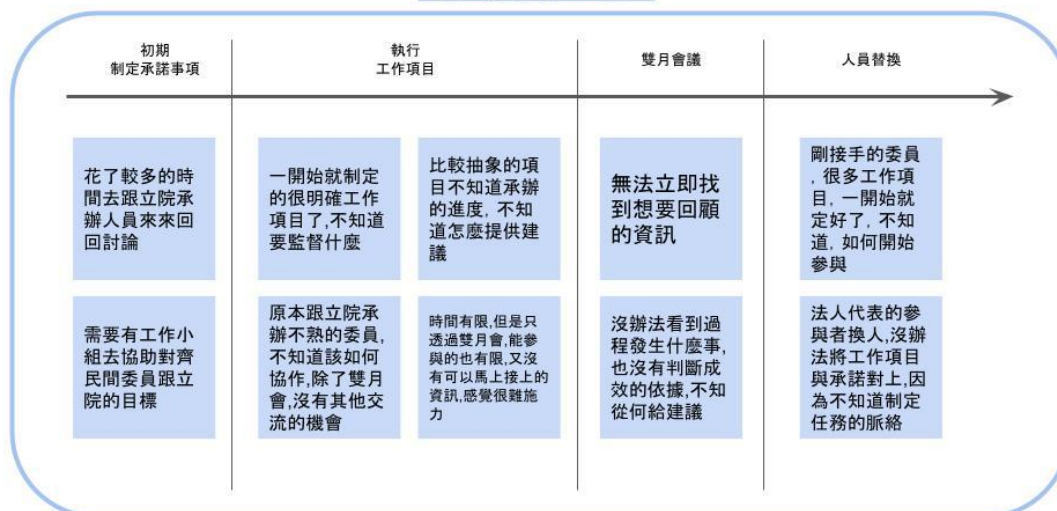 初期
制定承諾事項
執行
工作項目
雙月會議
人員替換
花了較多的時
間去跟立院承
辦人員來來回
回討論
一開始就制定
的很明確工作
項目了,不知道
要監督什麼
比較抽象的項
目不知道承辦
的進度, 不知
道怎麼提供建
議
無法立即找
到想要回顧
的資訊
剛接手的委員
, 很多工作項
目, 一開始就
定好了, 不知
道, 如何開始
參與
需要有工作小
組去協助對齊
民間委員跟立
院的目標
原本跟立院承
辦不熟的委員,
不知道該如何
協作,除了雙月
會,沒有其他交
流的機會
時間有限,但是只
透過雙月會,能參
與的也有限,又沒
有可以馬上接上的
資訊,感覺很難施
力
沒辦法看到過
程發生什麼事,
也沒有判斷成
效的依據,不知
從何給建議
法人代表的參
與者換人,沒辦
法將工作項目
與承諾對上,因
為不知道制定
任務的脈絡